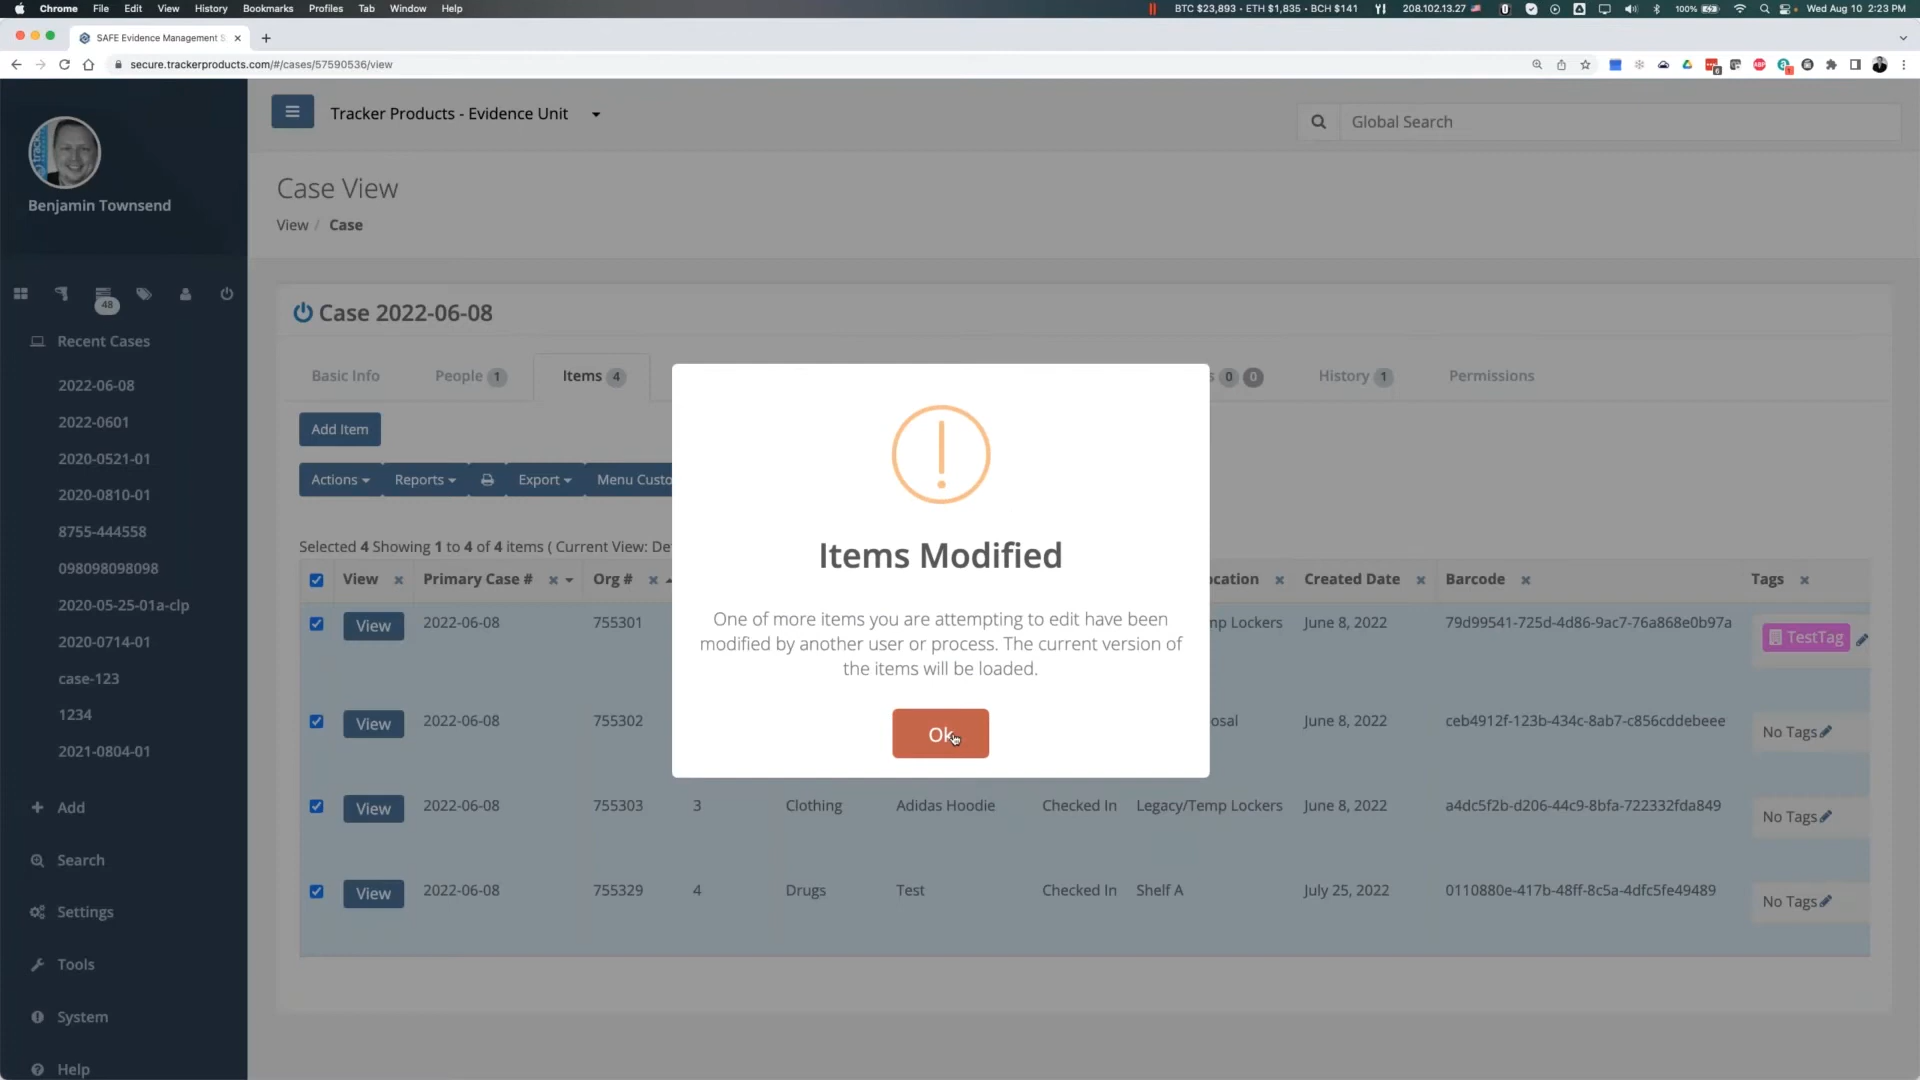 Chrome File Edit View History Bookmarks Profiles Tab Window Help
BTC $23,893 • ETH $1,835 • BCH $141 208.102.13.27 100% Wed Aug 10 2:23 PM
SAFE Evidence Management S
secure.trackerproducts.com/#/cases/57590536/view
Benjamin Townsend
48
Recent Cases
2022-06-08
2022-0601
2020-0521-01
2020-0810-01
8755-444558
098098098098
2020-05-25-01a-clp
2020-0714-01
case-123
1234
2021-0804-01
Add
Search
Settings
Tools
System
Help
Tracker Products - Evidence Unit
Global Search
Case View
View / Case
Case 2022-06-08
Basic Info People 1 Items 4 s 0 0 History 1 Permissions
Add Item
Actions Reports Export Menu Custo
Selected 4 Showing 1 to 4 of 4 items ( Current View: De
View Primary Case # Org # ocation Created Date Barcode Tags
View 2022-06-08 755301 mp Lockers June 8, 2022 79d99541-725d-4d86-9ac7-76a868e0b97a TestTag
View 2022-06-08 755302 osal June 8, 2022 ceb4912f-123b-434c-8ab7-c856cddebeee No Tags
View 2022-06-08 755303 3 Clothing Adidas Hoodie Checked In Legacy/Temp Lockers June 8, 2022 a4dc5f2b-d206-44c9-8bfa-722332fda849 No Tags
View 2022-06-08 755329 4 Drugs Test Checked In Shelf A July 25, 2022 0110880e-417b-48ff-8c5a-4dfc5fe49489 No Tags
Items Modified
One of more items you are attempting to edit have been
modified by another user or process. The current version of
the items will be loaded.
Ok